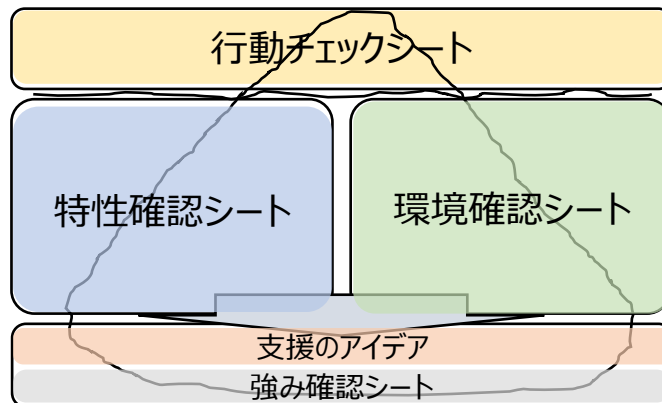 行動チェックシート
特性確認シート
環境確認シート
支援のアイデア
強み確認シート